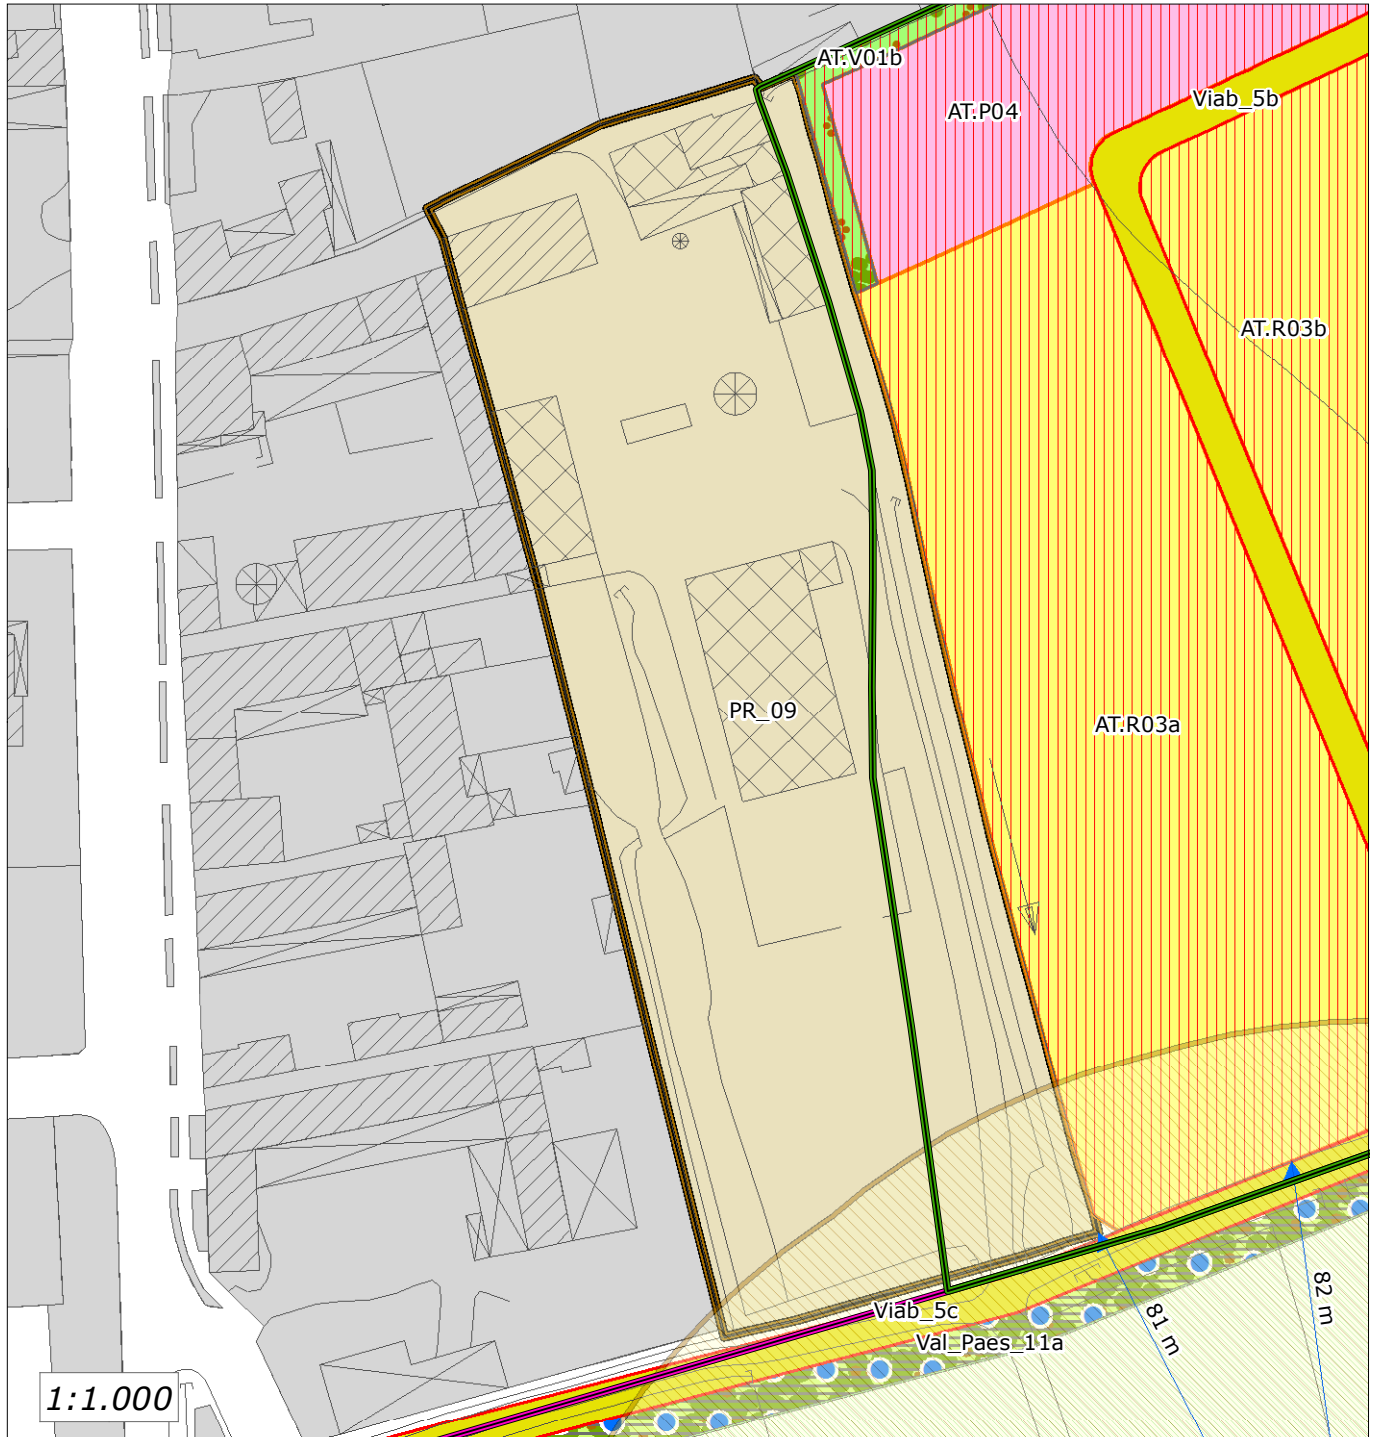 AT.V01b
Viab_5b
AT.P04
AT.R03b
PR_09
AT.R03a
82 m
Viab_5c
81 m
Val_Paes_11a
1:1.000